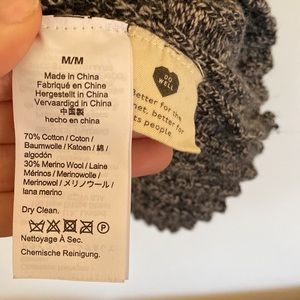 M/M
Made in China
Fabriqué en Chine
Hergestellt in China
Vervaardigd in China
中国製
hecho en china
70% Cotton / Coton /
Baumwolle / Katoen / 綿 /
algodón
30% Merino Wool / Laine
Mérinos / Merinowolle /
Merinowol / メリノウール /
lana merino
Dry Clean.
Nettoyage À Sec.
Chemische Reinigung.
DO
WELL
better for the
net, better for
its people.